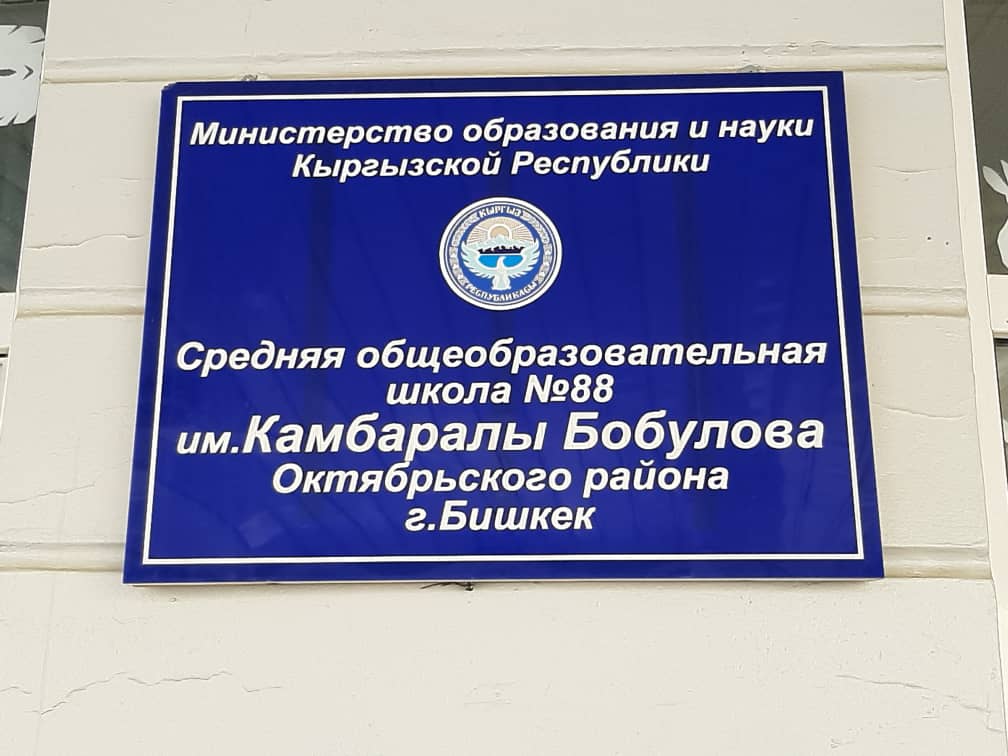 Министерство образования и науки
Кыргызской Республики
КЫРГЫЗ
РЕСПУБЛИКАСЫ
Средняя общеобразовательная
школа №88
им.Камбаралы Бобулова
Октябрьского района
г.Бишкек